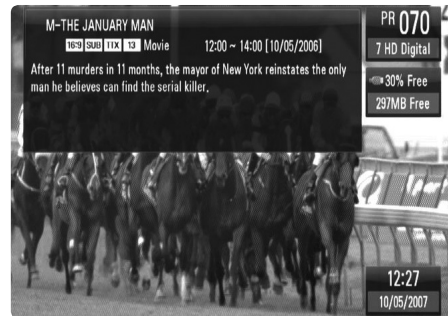 M-THE JANUARY MAN
16:9 SUB TTX 13 Movie 12:00 ~ 14:00 [10/05/2006]
After 11 murders in 11 months, the mayor of New York reinstates the only
man he believes can find the serial killer.
PR 070
7 HD Digital
30% Free
297MB Free
12:27
10/05/2007